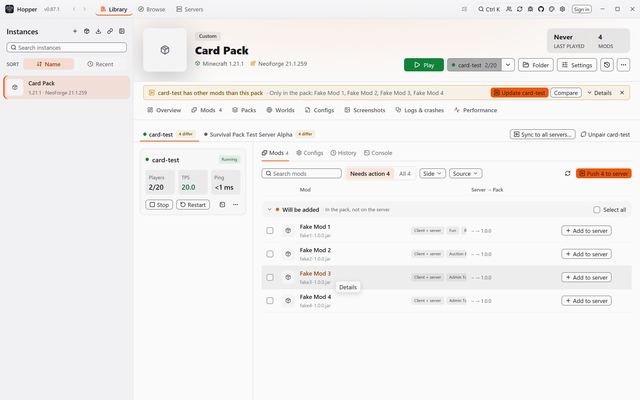 Hopper v0.87.1 Library Browse Servers Ctrl K Sign in
Instances
Search instances
SORT Name Recent
Card Pack
1.21.1 · NeoForge 21.1.259
Custom
Card Pack
Minecraft 1.21.1 NeoForge 21.1.259
Never 4
LAST PLAYED MODS
Play card-test 2/20 Folder Settings
card-test has other mods than this pack · Only in the pack: Fake Mod 1, Fake Mod 2, Fake Mod 3, Fake Mod 4 Update card-test Compare Details
Overview Mods 4 Packs Worlds Configs Screenshots Logs & crashes Performance
card-test 4 differ Survival Pack Test Server Alpha 4 differ Sync to all servers... Unpair card-test
card-test Running
Players TPS Ping
2/20 20.0 <1 ms
Stop Restart
Mods 4 Configs History Console
Search mods Needs action 4 All 4 Side Source Push 4 to server
Mod Server → Pack
Will be added · In the pack, not on the server Select all
Fake Mod 1
fake1-1.0.0.jar
Client + server Fun – → 1.0.0 Add to server
Fake Mod 2
fake2-1.0.0.jar
Client + server Auction – → 1.0.0 Add to server
Fake Mod 3
fake3-1.0.0.jar
Client + server Admin – → 1.0.0 Add to server
Details
Fake Mod 4
fake4-1.0.0.jar
Client + server Admin – → 1.0.0 Add to server